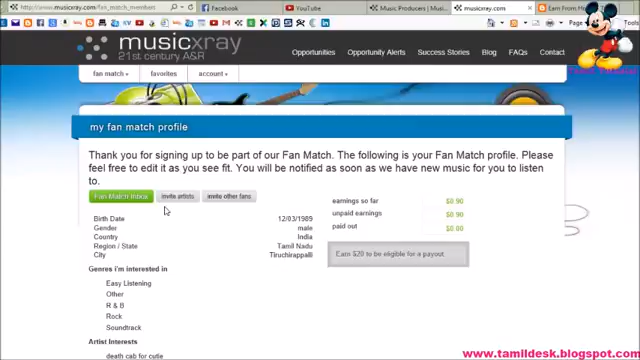 http://www.musicxray.com/fan_match_members
Facebook
YouTube
Music Producers | Musi...
musicxray.com
Earn From H
Page
musicxray
21st century A&R
Opportunities
Opportunity Alerts
Success Stories
Blog
FAQs
Contact
fan match
favorites
account
my fan match profile
Thank you for signing up to be part of our Fan Match. The following is your Fan Match profile. Please
feel free to edit it as you see fit. You will be notified as soon as we have new music for you to listen
to.
Fan Match Inbox
invite artists
invite other fans
earnings so far $0.90
unpaid earnings $0.90
paid out $0.00
Earn $20 to be eligible for a payout.
Birth Date 12/03/1989
Gender male
Country India
Region / State Tamil Nadu
City Tiruchirappalli
Genres i'm interested in
Easy Listening
Other
R & B
Rock
Soundtrack
Artist Interests
death cab for cutie
www.tamildesk.blogspot.com